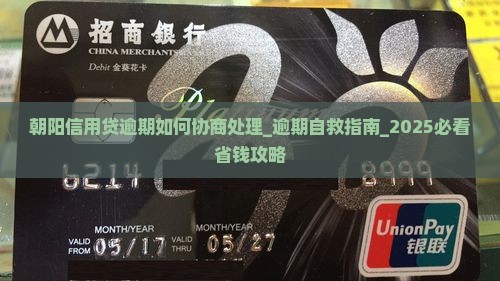 招商银行
CHINA MERCHANTS
Debit 金葵花卡
朝阳信用贷逾期如何协商处理_逾期自救指南_2025必看
省钱攻略
6214 8999
MONTH/YEAR MONTH/YEAR
VALID FROM 05/17 VALID THRU 05/27
UnionPay
银联